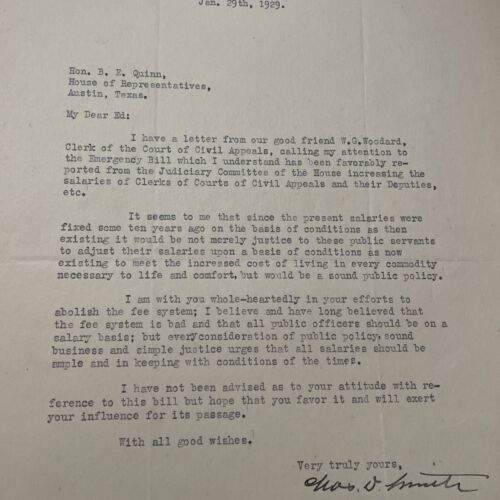 Jan. 29th, 1929.
Hon. B. E. Quinn,
House of Representatives,
Austin, Texas.
My Dear Ed:
I have a letter from our good friend W.G.Woodard,
Clerk of the Court of Civil Appeals, calling my attention to
the Emergency Bill which I understand has been favorably re-
ported from the Judiciary Committee of the House increasing the
salaries of Clerks of Courts of Civil Appeals and their Deputies,
etc.
It seems to me that since the present salaries were
fixed some ten years ago on the basis of conditions as then
existing it would be not merely justice to these public servants
to adjust their salaries upon a basis of conditions as now
existing to meet the increased cost of living in every commodity
necessary to life and comfort, but would be a sound public policy.
I am with you whole-heartedly in your efforts to
abolish the fee system; I believe and have long believed that
the fee system is bad and that all public officers should be on a
salary basis; but every consideration of public policy, sound
business and simple justice urges that all salaries should be
ample and in keeping with conditions of the times.
I have not been advised as to your attitude with re-
ference to this bill but hope that you favor it and will exert
your influence for its passage.
With all good wishes.
Very truly yours,
Chas. D. Smith